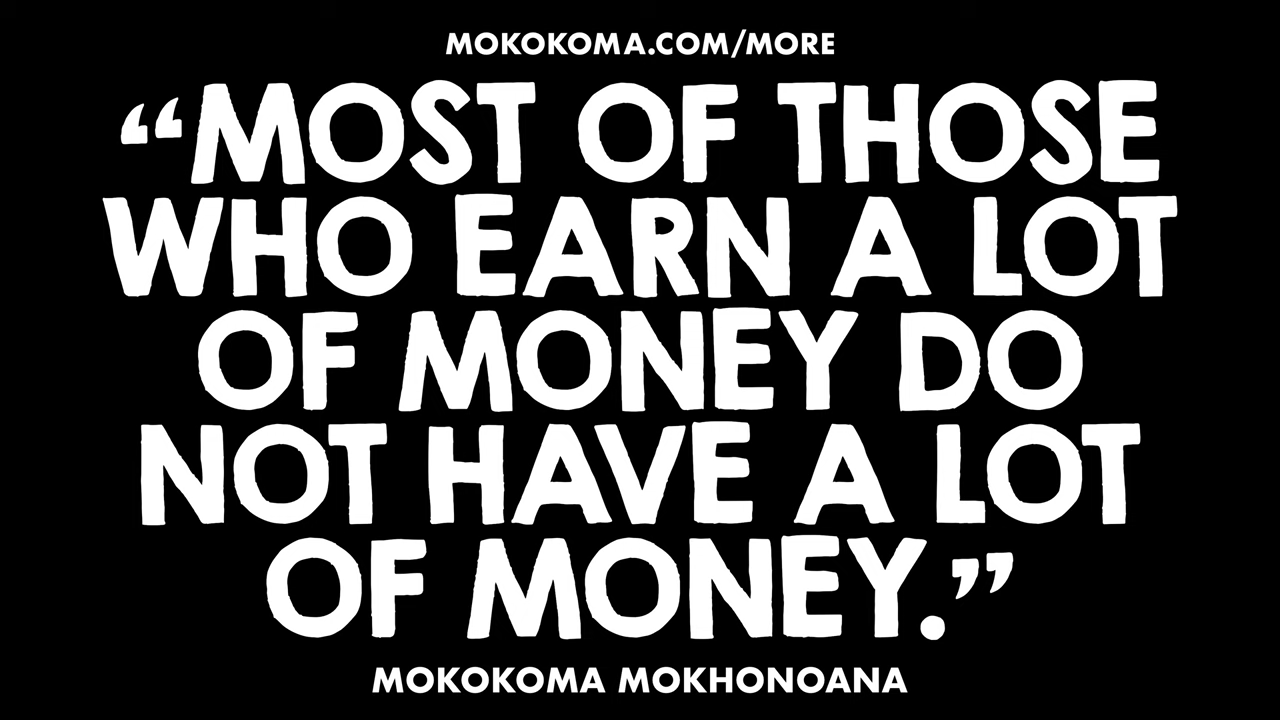 MOKOKOMA.COM/MORE
“MOST OF THOSE
WHO EARN A LOT
OF MONEY DO
NOT HAVE A LOT
OF MONEY.”
MOKOKOMA MOKHONOANA